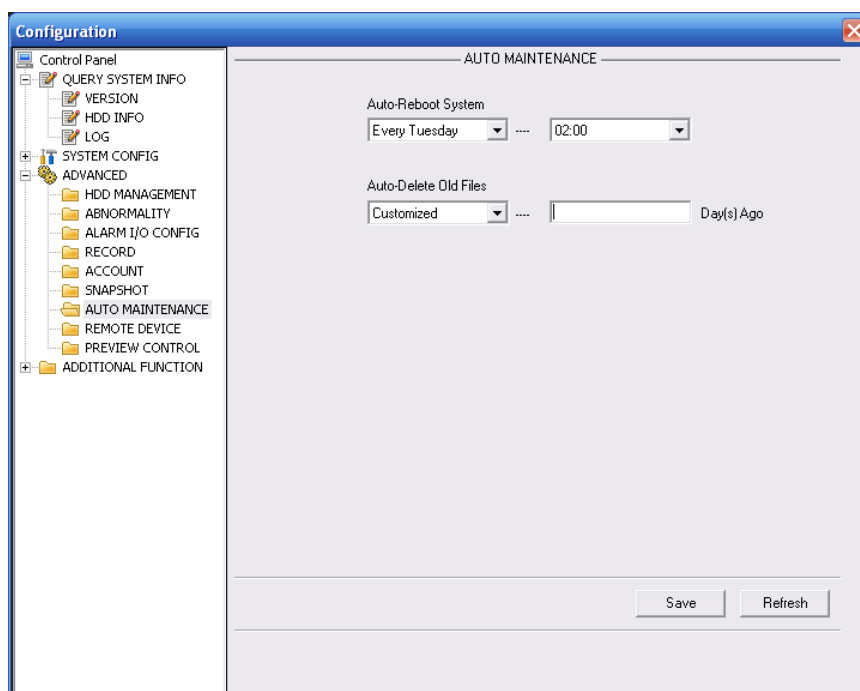 Configuration
Control Panel
QUERY SYSTEM INFO
VERSION
HDD INFO
LOG
SYSTEM CONFIG
ADVANCED
HDD MANAGEMENT
ABNORMALITY
ALARM I/O CONFIG
RECORD
ACCOUNT
SNAPSHOT
AUTO MAINTENANCE
REMOTE DEVICE
PREVIEW CONTROL
ADDITIONAL FUNCTION
AUTO MAINTENANCE
Auto-Reboot System
Every Tuesday ---- 02:00
Auto-Delete Old Files
Customized ---- Day(s) Ago
Save Refresh